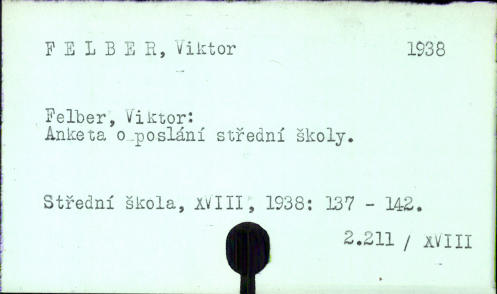 F E L B E R, Viktor 1938
Felber, Viktor:
Anketa o poslání střední školy.
Střední škola, XVIII, 1938: 137 - 142.
2.211 / XVIII